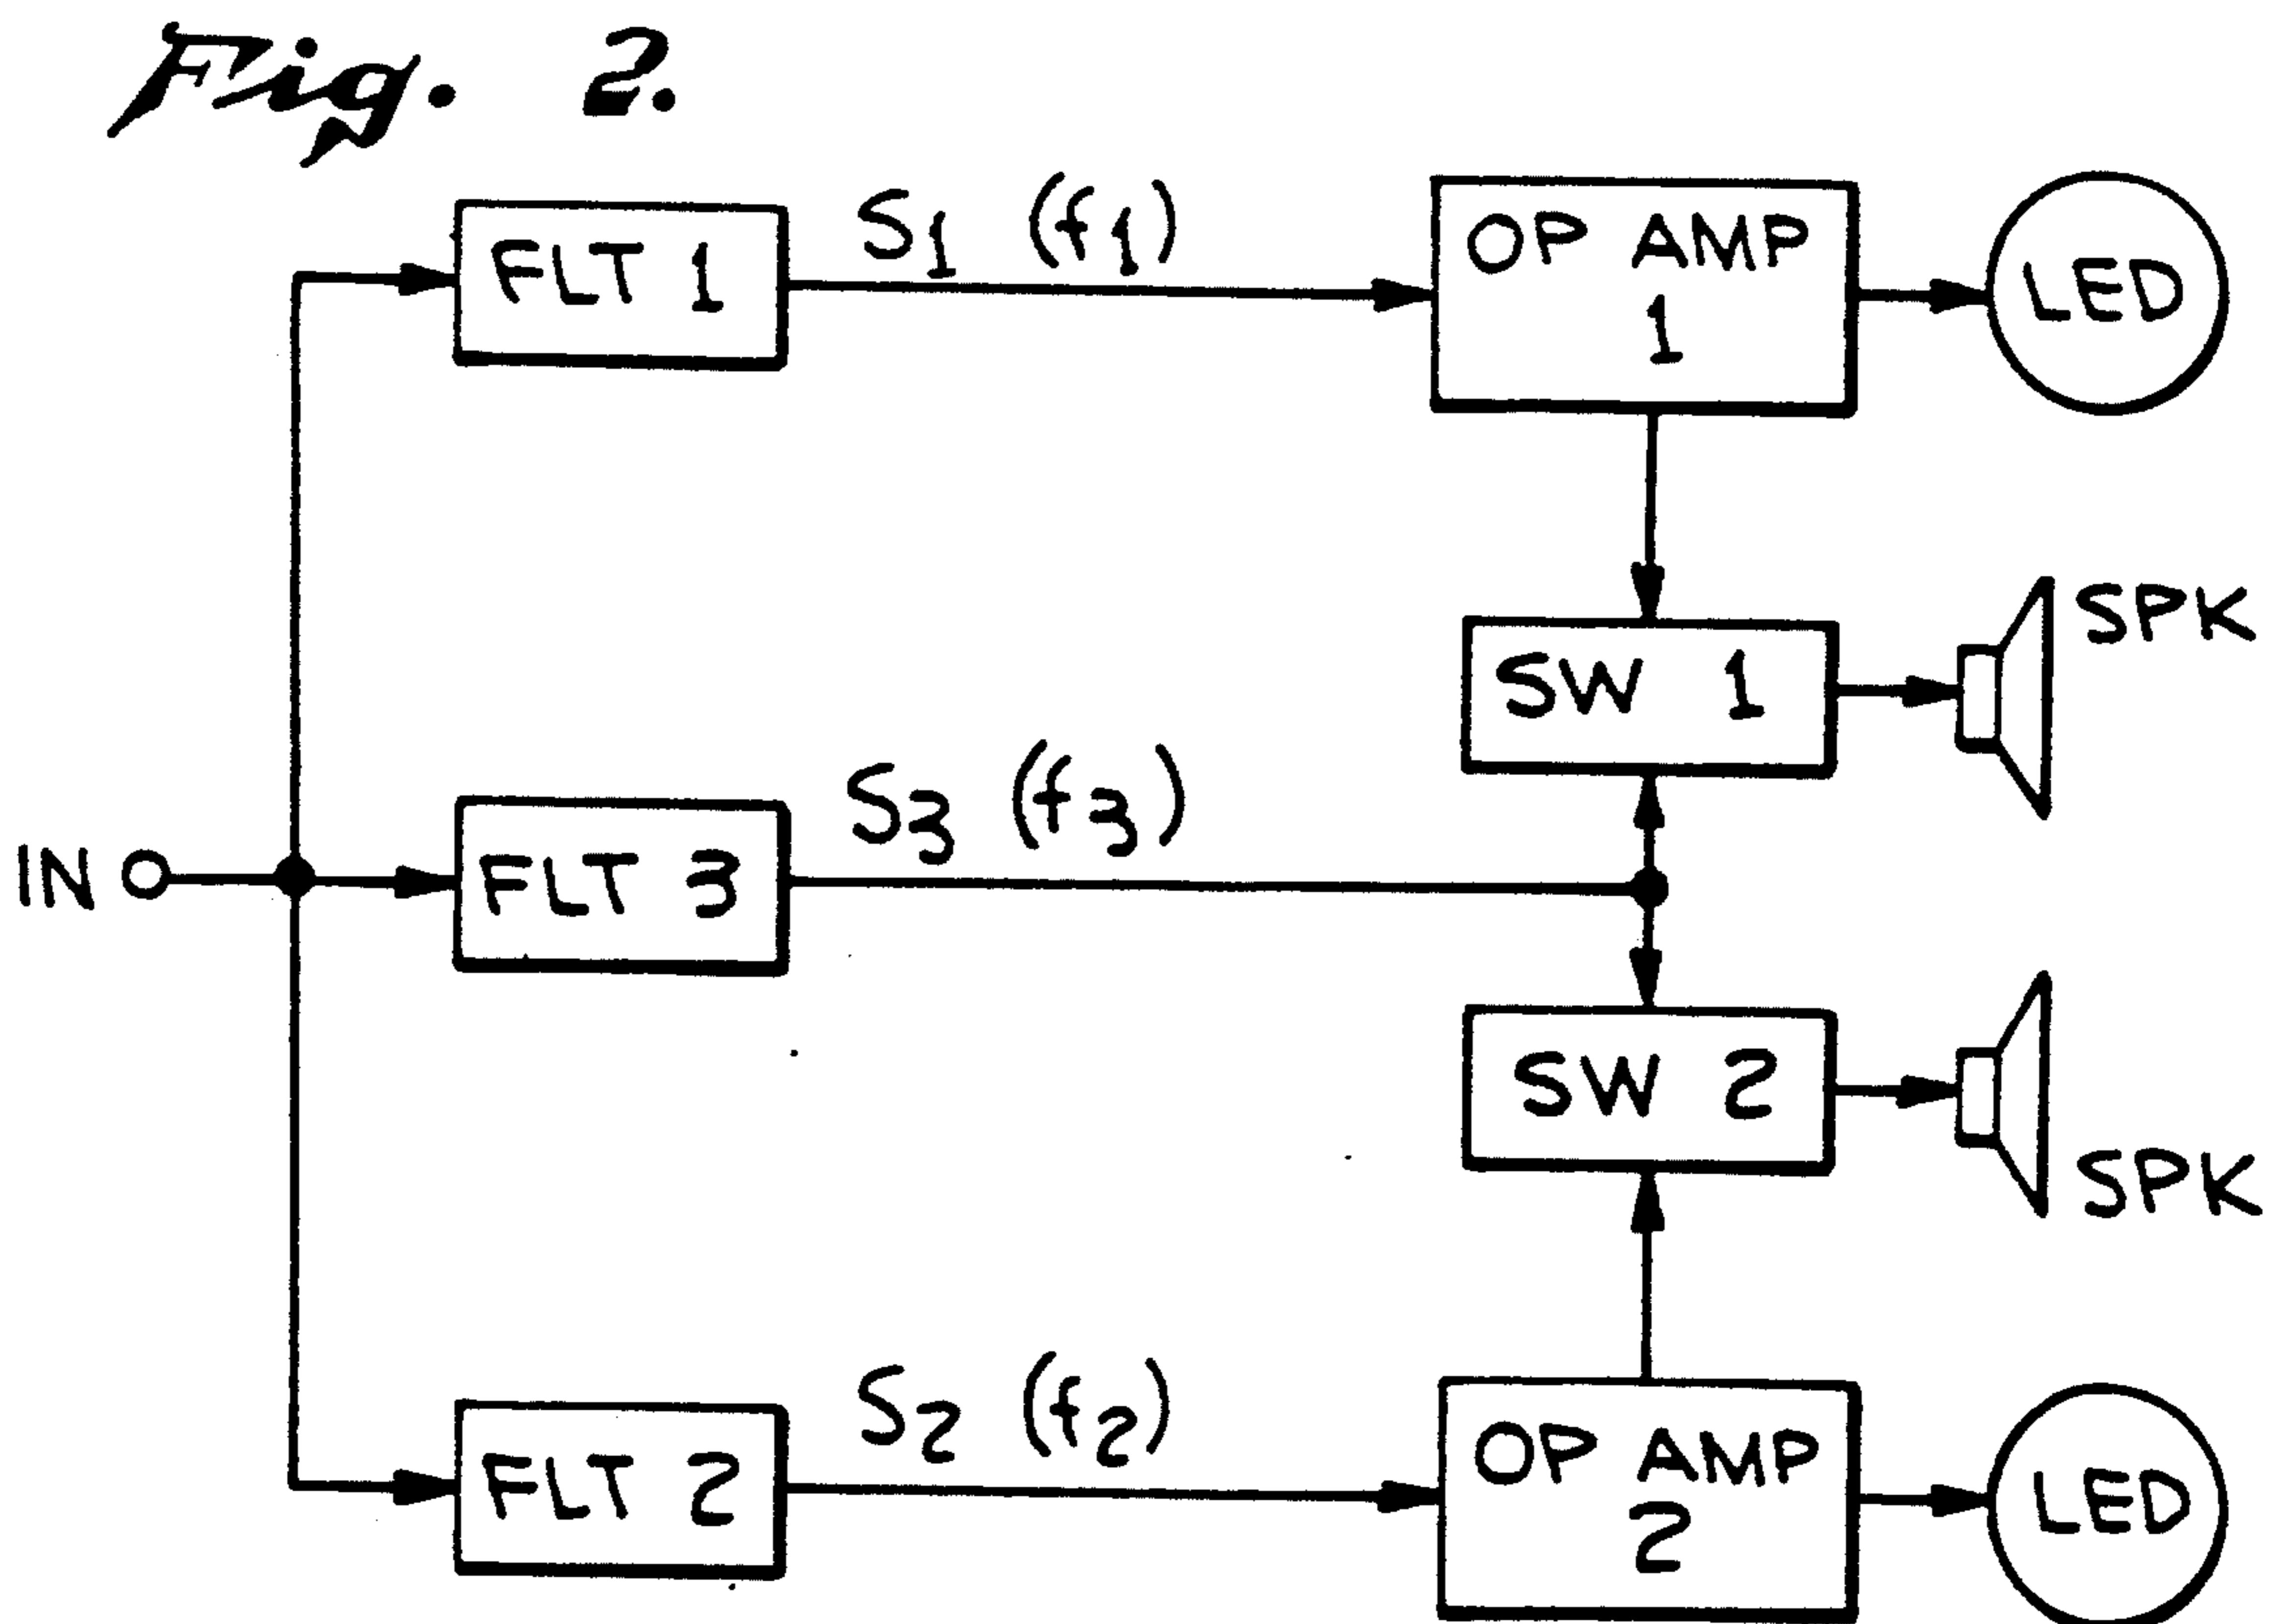 Fig. 2.
FLT 1
S1 (f1)
OP AMP
1
LED
SW 1
SPK
IN
FLT 3
S3 (f3)
SW 2
SPK
FLT 2
S2 (f2)
OP AMP
2
LED